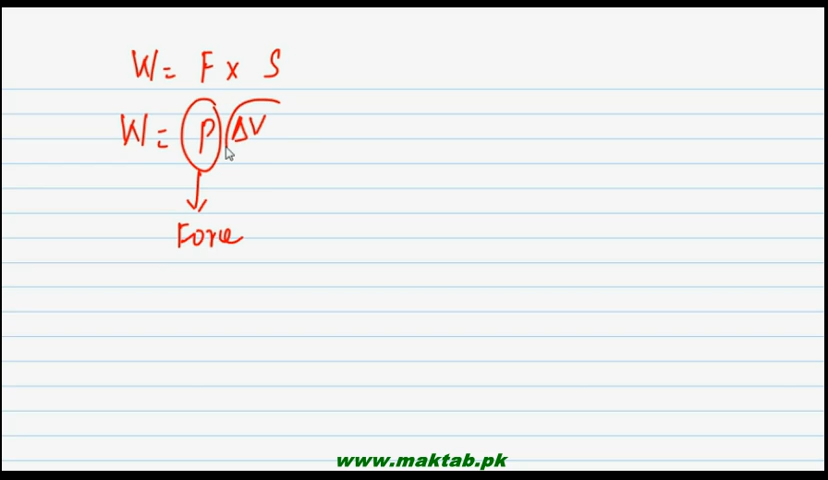 W = F x S
W = P ΔV
Force
www.maktab.pk